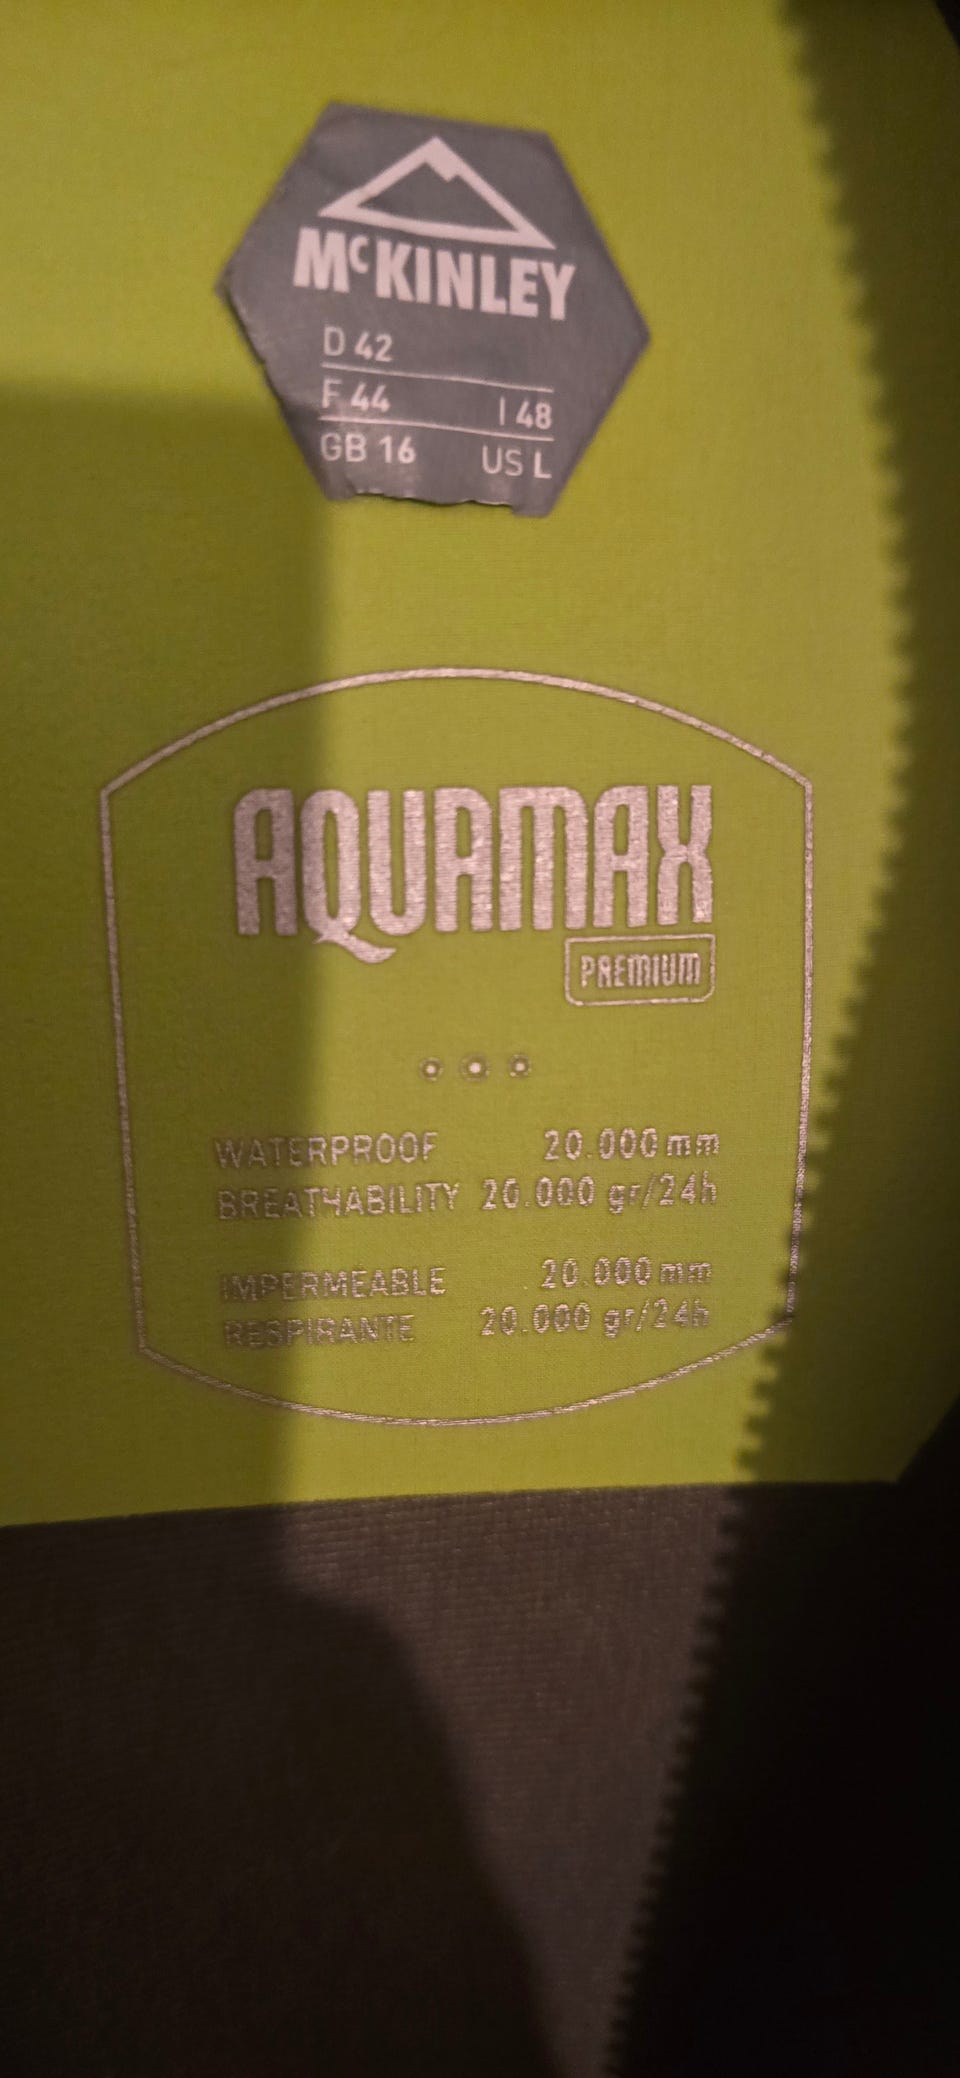 McKINLEY
D 42
F 44 I 48
GB 16 US L
AQUAMAX
PREMIUM
WATERPROOF 20.000 mm
BREATHABILITY 20.000 gr/24h
IMPERMÉABLE 20.000 mm
RESPIRANTE 20.000 gr/24h